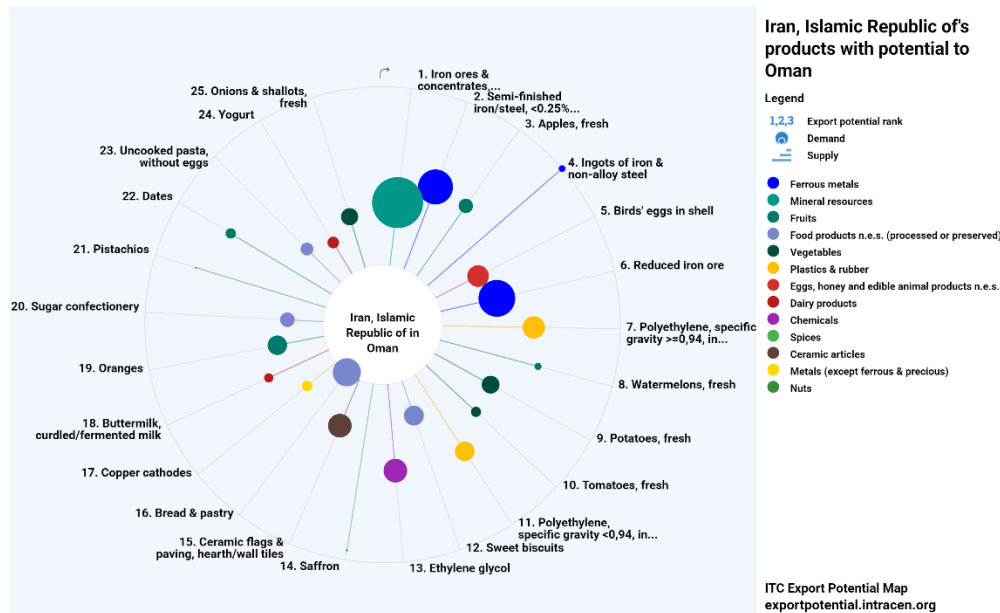 Iran, Islamic Republic of's
products with potential to
Oman
Legend
1,2,3 Export potential rank
Demand
Supply
Ferrous metals
Mineral resources
Fruits
Food products n.e.s. (processed or preserved)
Vegetables
Plastics & rubber
Eggs, honey and edible animal products n.e.s.
Dairy products
Chemicals
Spices
Ceramic articles
Metals (except ferrous & precious)
Nuts
1. Iron ores &
concentrates,...
2. Semi-finished
iron/steel, <0.25%...
3. Apples, fresh
4. Ingots of iron &
non-alloy steel
5. Birds' eggs in shell
6. Reduced iron ore
7. Polyethylene, specific
gravity >=0,94, in...
8. Watermelons, fresh
9. Potatoes, fresh
10. Tomatoes, fresh
11. Polyethylene,
specific gravity <0,94, in...
12. Sweet biscuits
13. Ethylene glycol
14. Saffron
15. Ceramic flags &
paving, hearth/wall tiles
16. Bread & pastry
17. Copper cathodes
18. Buttermilk,
curdled/fermented milk
19. Oranges
20. Sugar confectionery
21. Pistachios
22. Dates
23. Uncooked pasta,
without eggs
24. Yogurt
25. Onions & shallots,
fresh
Iran, Islamic
Republic of in
Oman
ITC Export Potential Map
exportpotential.intracen.org